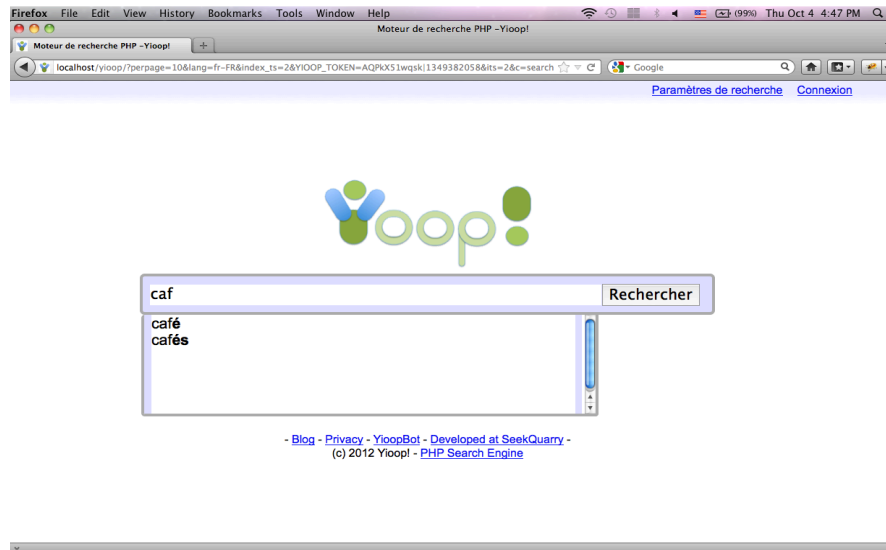 Firefox File Edit View History Bookmarks Tools Window Help (99%) Thu Oct 4 4:47 PM
Moteur de recherche PHP -Yioop!
Moteur de recherche PHP -Yioop! +
localhost/yioop/?perpage=10&lang=fr-FR&index_ts=2&YIOOP_TOKEN=AQPkX51wqsk|1349382058&its=2&c=search Google
Paramètres de recherche Connexion
Yioop!
caf Rechercher
café
cafés
- Blog - Privacy - YioopBot - Developed at SeekQuarry -
(c) 2012 Yioop! - PHP Search Engine